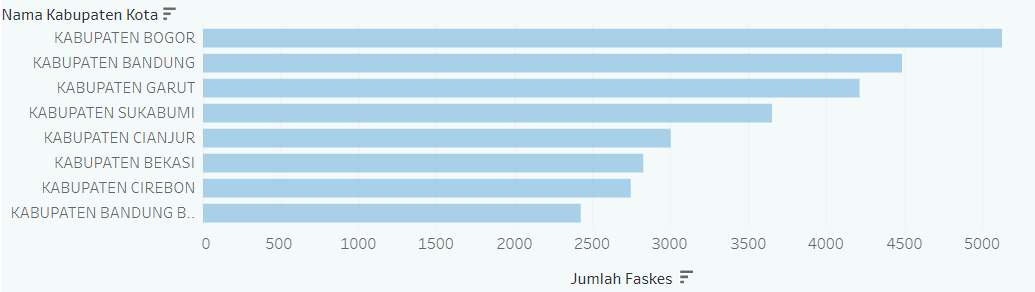 Nama Kabupaten Kota
KABUPATEN BOGOR
KABUPATEN BANDUNG
KABUPATEN GARUT
KABUPATEN SUKABUMI
KABUPATEN CIANJUR
KABUPATEN BEKASI
KABUPATEN CIREBON
KABUPATEN BANDUNG B..
0 500 1000 1500 2000 2500 3000 3500 4000 4500 5000
Jumlah Faskes